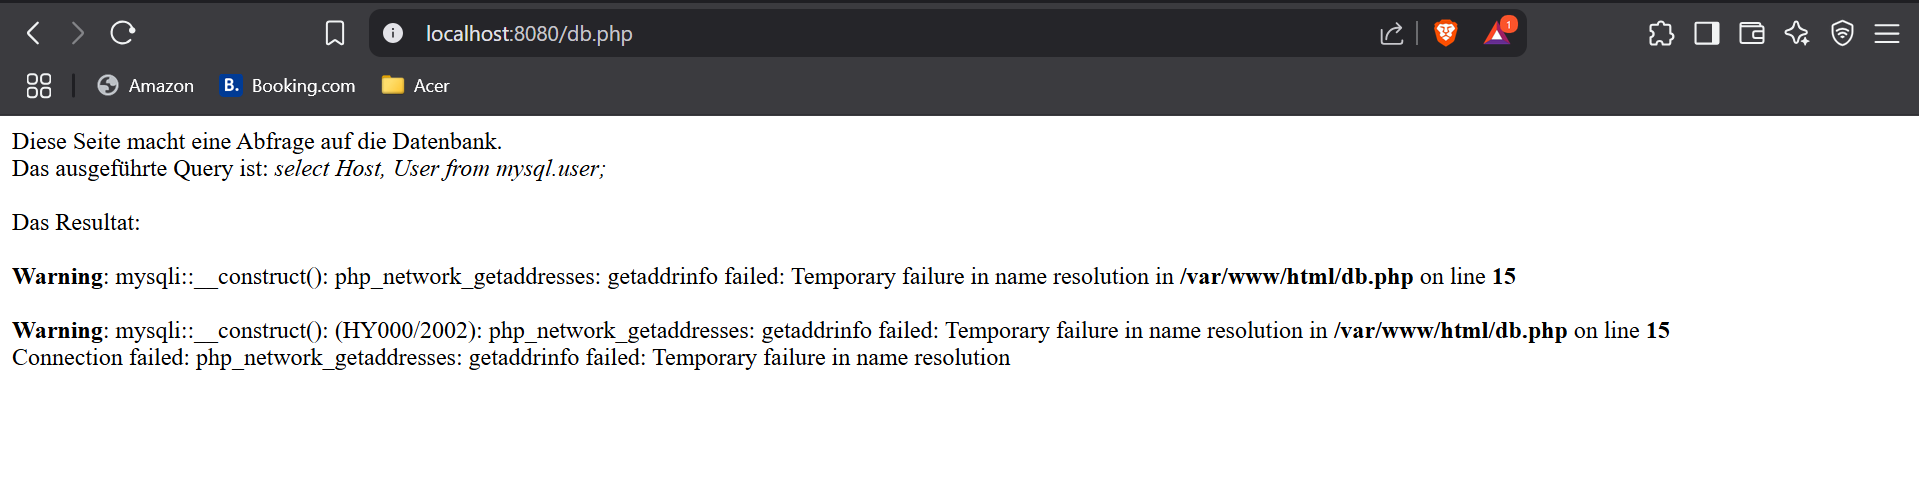 localhost:8080/db.php
1
Amazon
B. Booking.com
Acer
Diese Seite macht eine Abfrage auf die Datenbank.
Das ausgeführte Query ist: select Host, User from mysql.user;
Das Resultat:
Warning: mysqli::__construct(): php_network_getaddresses: getaddrinfo failed: Temporary failure in name resolution in /var/www/html/db.php on line 15
Warning: mysqli::__construct(): (HY000/2002): php_network_getaddresses: getaddrinfo failed: Temporary failure in name resolution in /var/www/html/db.php on line 15
Connection failed: php_network_getaddresses: getaddrinfo failed: Temporary failure in name resolution